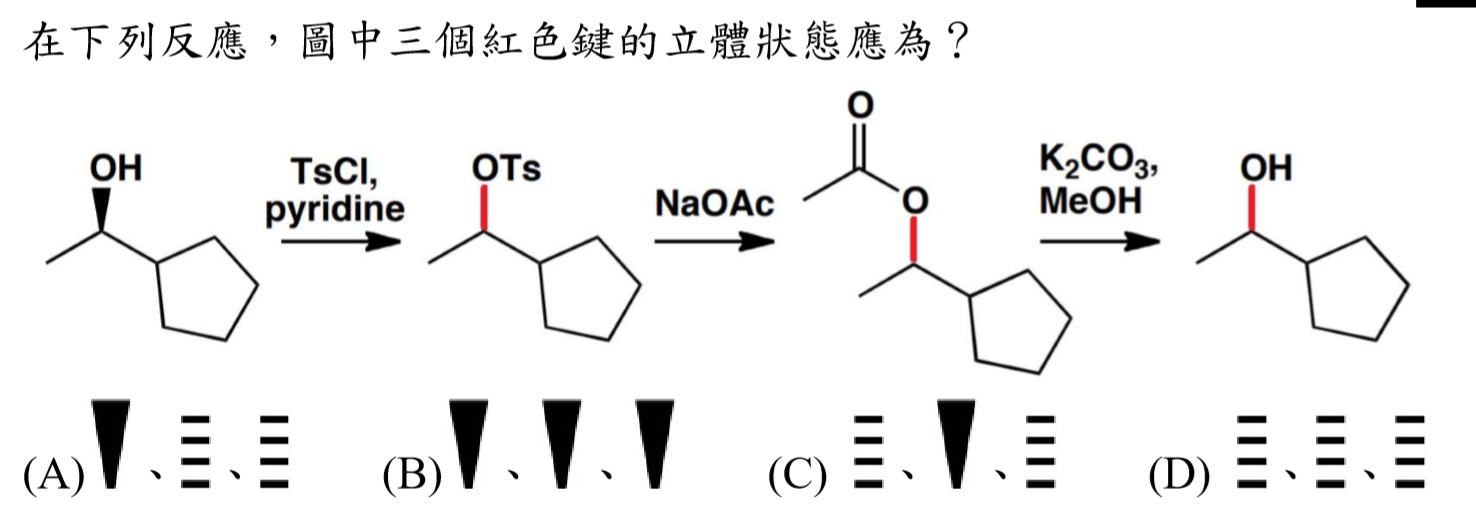 在下列反應，圖中三個紅色鍵的立體狀態應為？
OH
TsCl,
pyridine
OTs
NaOAc
O
O
K₂CO₃,
MeOH
OH
(A) 、 、 (B) 、 、 (C) 、 、 (D) 、 、